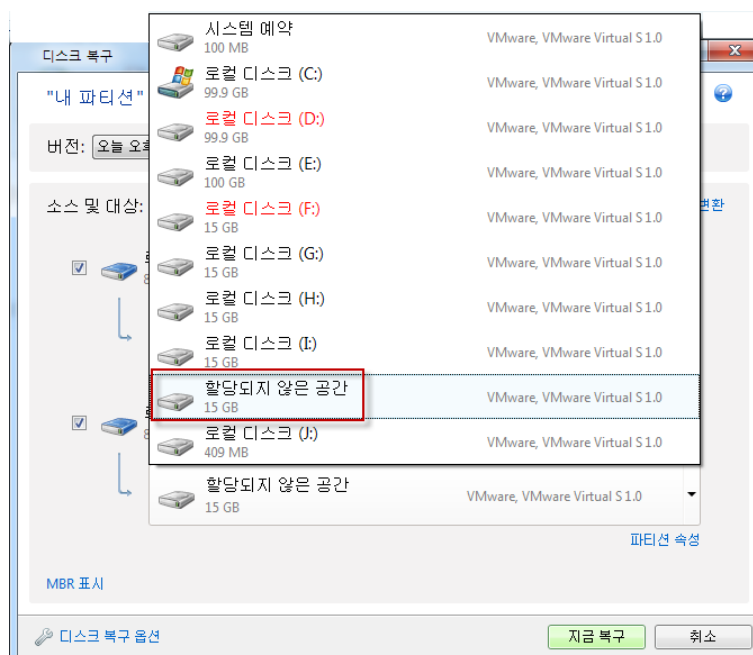 디스크 복구
"내 파티션"
버전: 오늘 오후
소스 및 대상:
변환
시스템 예약 VMware, VMware Virtual S 1.0
100 MB
로컬 디스크 (C:) VMware, VMware Virtual S 1.0
99.9 GB
로컬 디스크 (D:) VMware, VMware Virtual S 1.0
99.9 GB
로컬 디스크 (E:) VMware, VMware Virtual S 1.0
100 GB
로컬 디스크 (F:) VMware, VMware Virtual S 1.0
15 GB
로컬 디스크 (G:) VMware, VMware Virtual S 1.0
15 GB
로컬 디스크 (H:) VMware, VMware Virtual S 1.0
15 GB
로컬 디스크 (I:) VMware, VMware Virtual S 1.0
15 GB
할당되지 않은 공간 VMware, VMware Virtual S 1.0
15 GB
로컬 디스크 (J:) VMware, VMware Virtual S 1.0
409 MB
할당되지 않은 공간 VMware, VMware Virtual S 1.0
15 GB
파티션 속성
MBR 표시
디스크 복구 옵션
지금 복구
취소